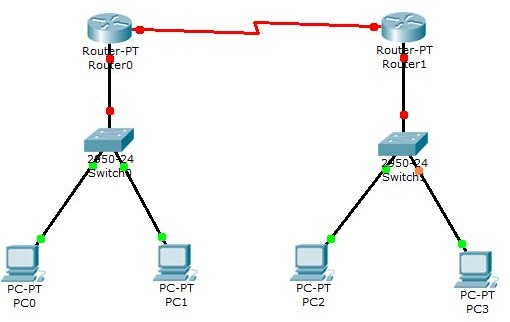 Router-PT
Router0
Router-PT
Router1
2950-24
Switch0
2950-24
Switch1
PC-PT
PC0
PC-PT
PC1
PC-PT
PC2
PC-PT
PC3